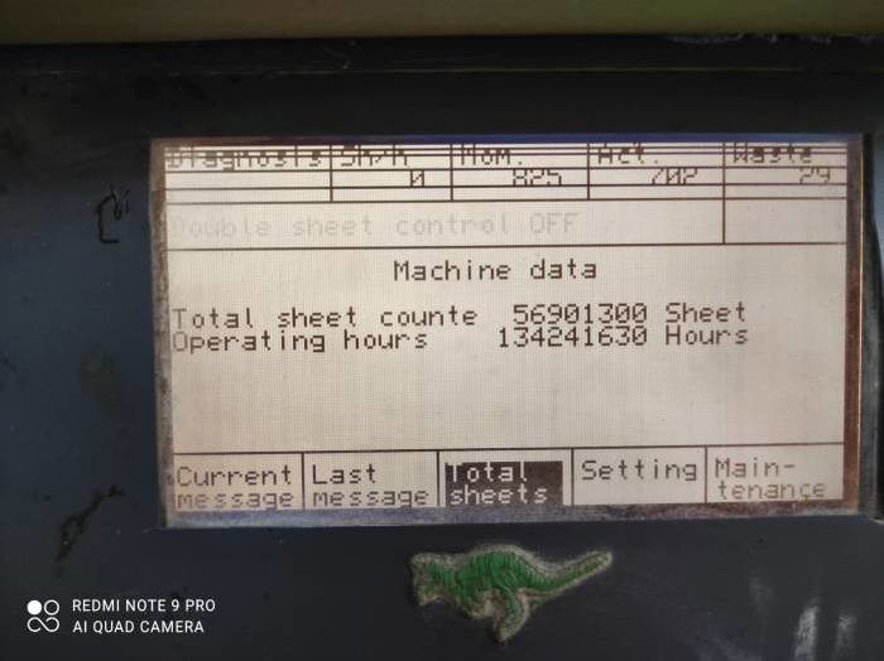 Diagnosis Sh/h Nom. Act. Waste
0 825 702 29
Double sheet control OFF
Machine data
Total sheet counte 56901300 Sheet
Operating hours 134241630 Hours
Current message
Last message
Total sheets
Setting
Main-
tenance
REDMI NOTE 9 PRO
AI QUAD CAMERA